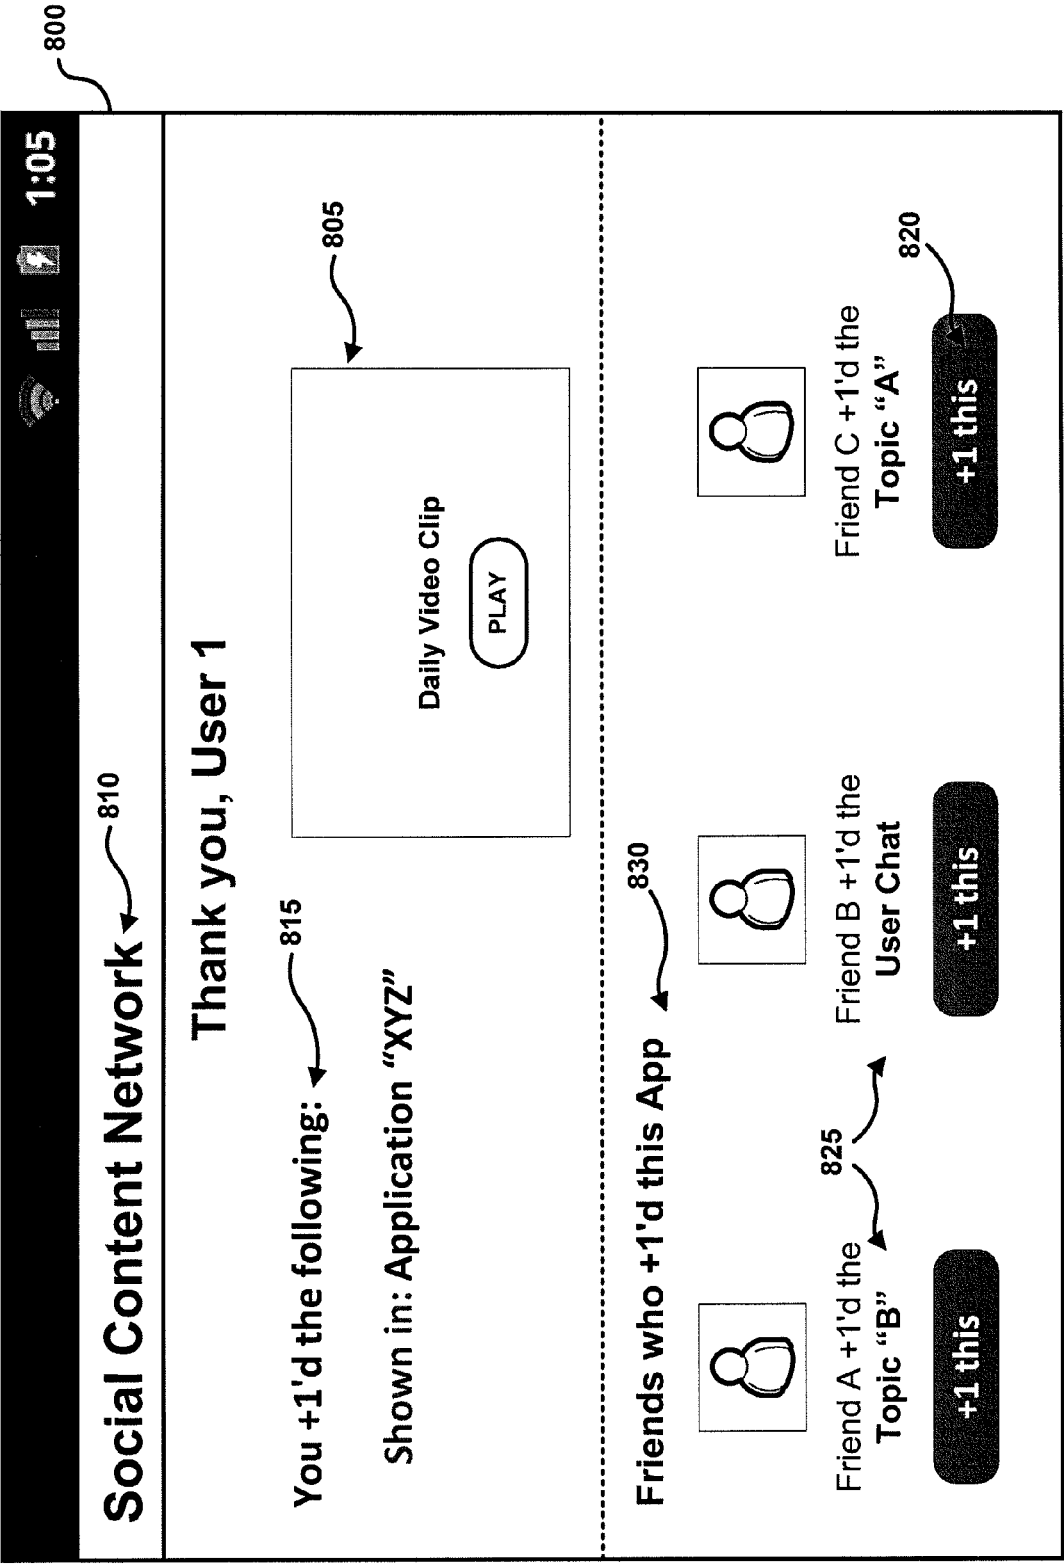 800
1:05
Social Content Network
810
Thank you, User 1
You +1'd the following:
815
805
Shown in: Application “XYZ”
Daily Video Clip
PLAY
Friends who +1'd this App
830
825
820
Friend A +1'd the
Topic “B”
+1 this
Friend B +1'd the
User Chat
+1 this
Friend C +1'd the
Topic “A”
+1 this